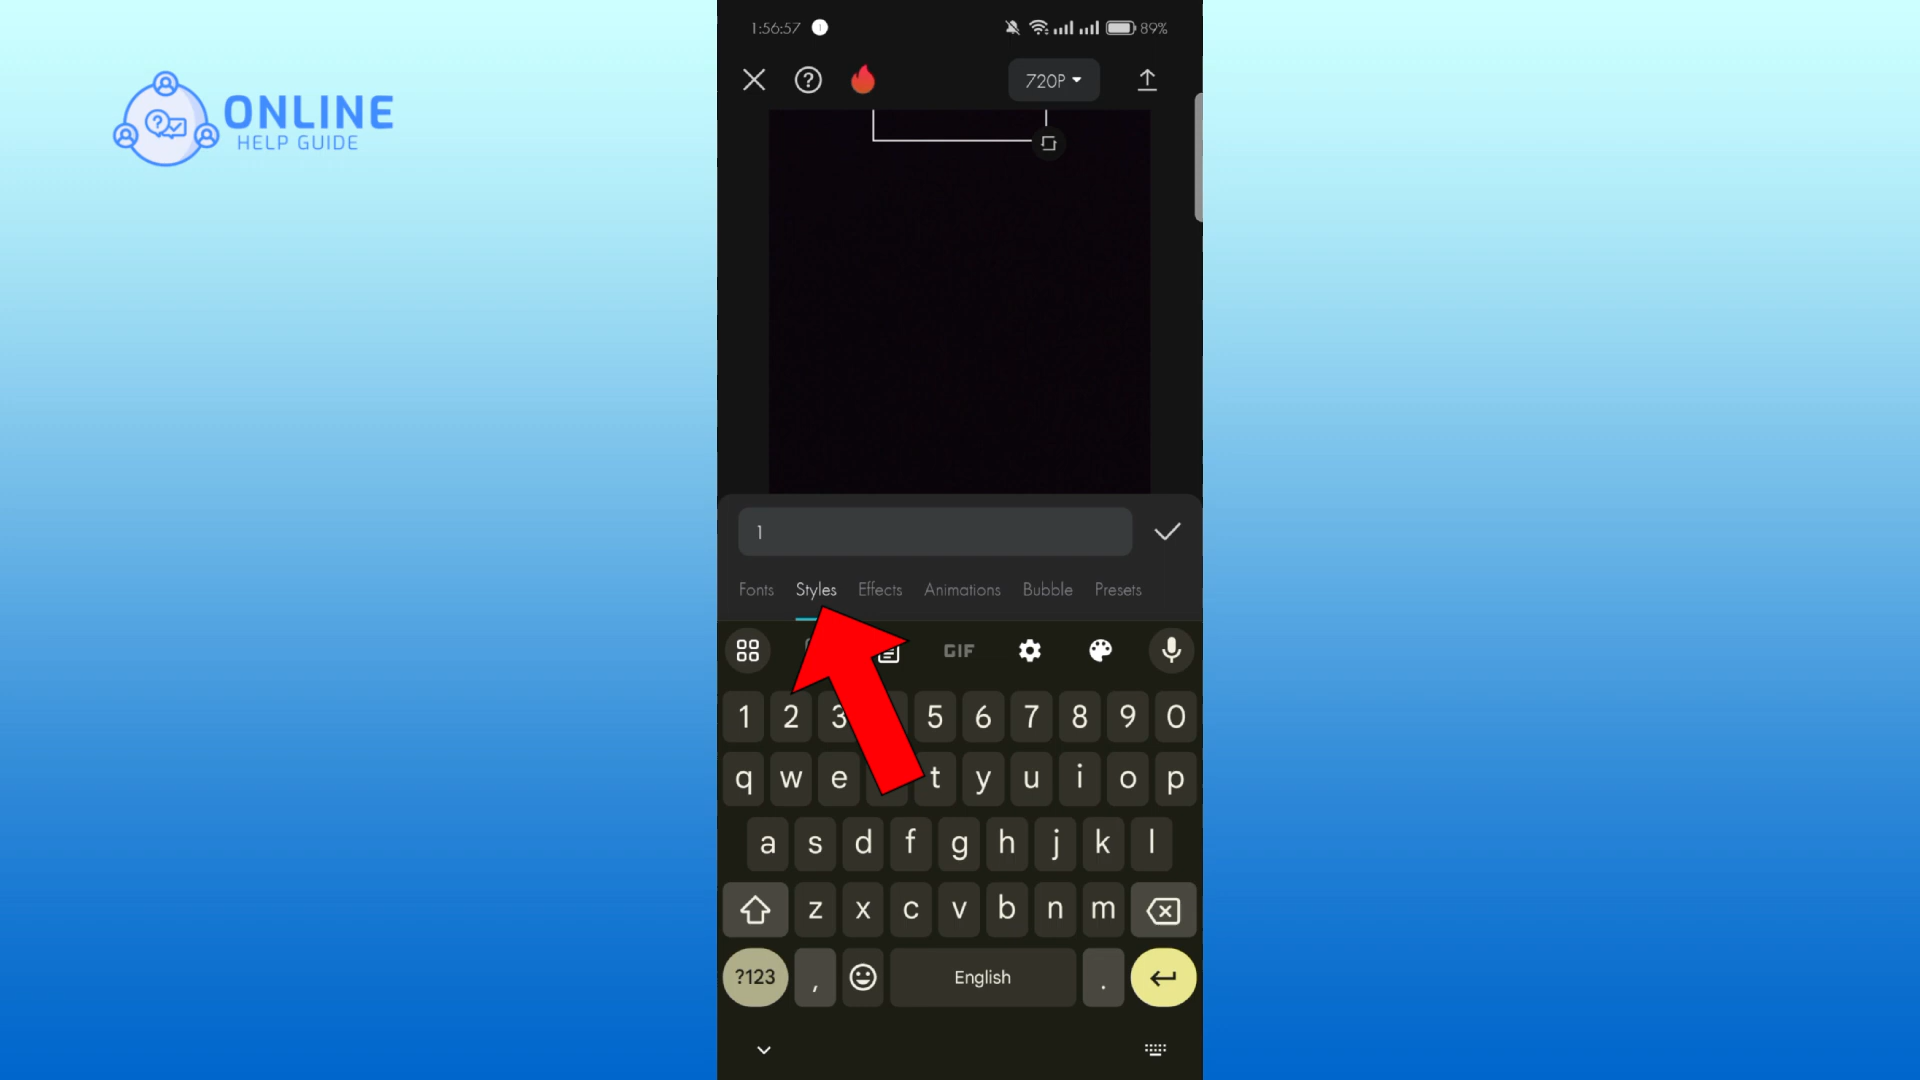 ONLINE
HELP GUIDE
1:56:57 1
89%
720P
1
Fonts Styles Effects Animations Bubble Presets
GIF
1 2 3 5 6 7 8 9 0
q w e t y u i o p
a s d f g h j k l
z x c v b n m
?123 , English .